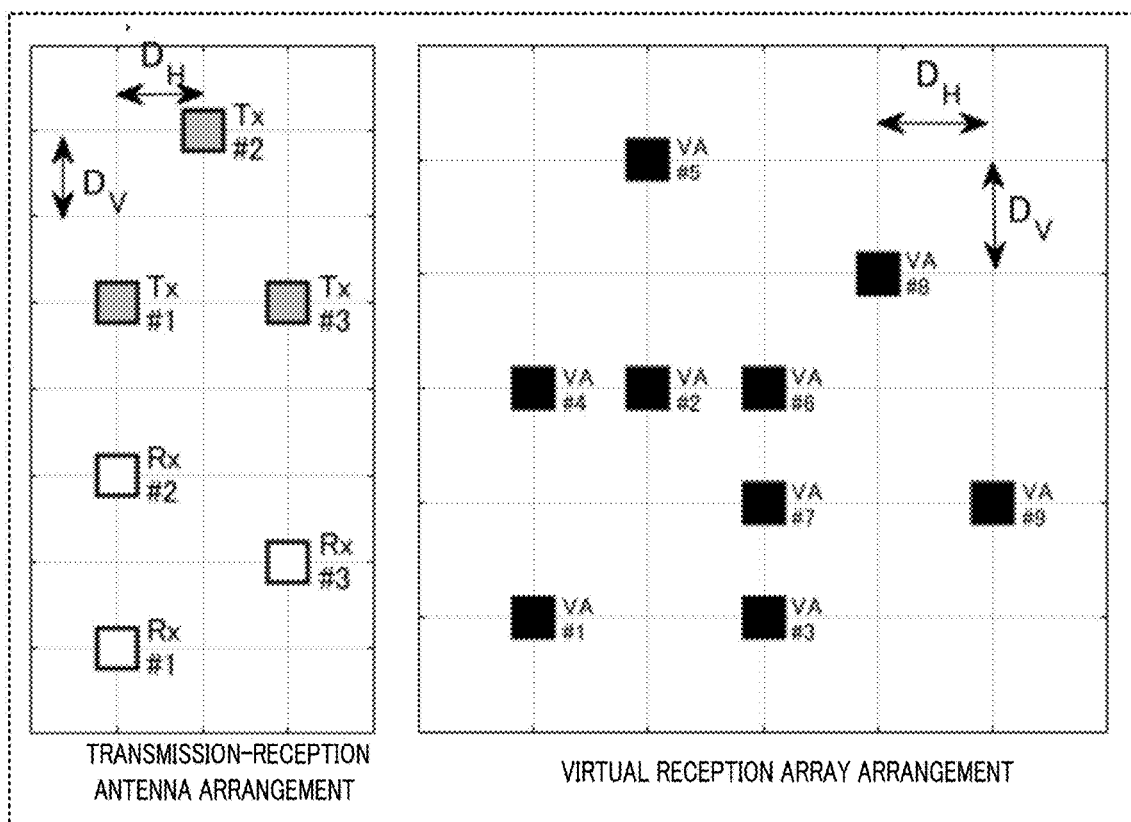 D_H
Tx
#2
D_V
Tx
#1
Tx
#3
Rx
#2
Rx
#3
Rx
#1
TRANSMISSION-RECEPTION
ANTENNA ARRANGEMENT
D_H
VA
#5
D_V
VA
#8
VA
#4
VA
#2
VA
#6
VA
#7
VA
#9
VA
#1
VA
#3
VIRTUAL RECEPTION ARRAY ARRANGEMENT